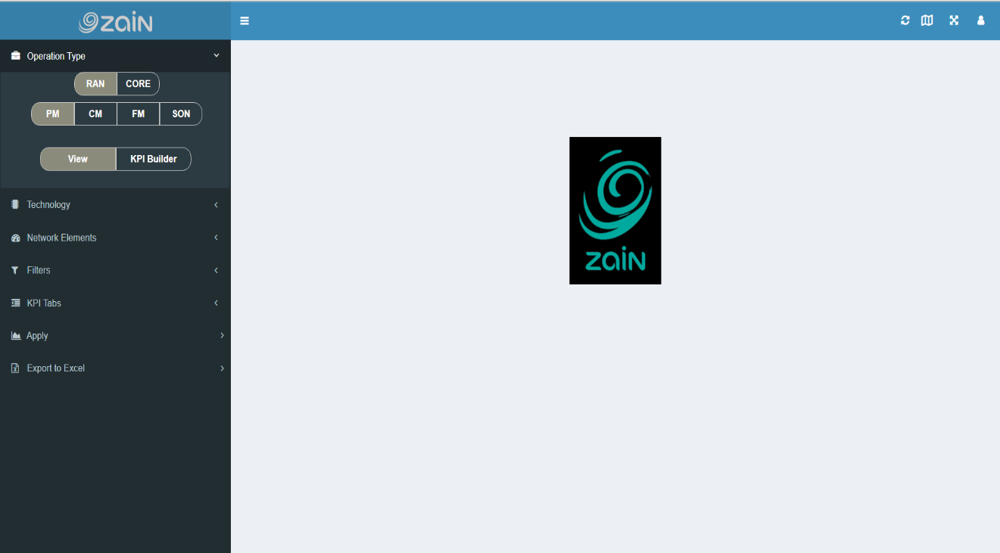 zain
Operation Type
RAN CORE
PM CM FM SON
View KPI Builder
Technology
Network Elements
Filters
KPI Tabs
Apply
Export to Excel
zain